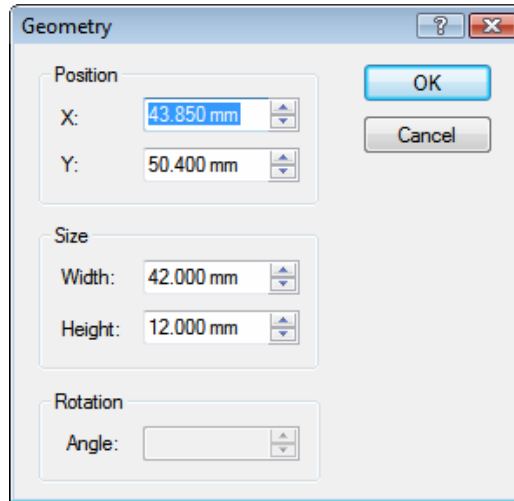 Geometry
?
Position
X: 43.850 mm
Y: 50.400 mm
OK
Cancel
Size
Width: 42.000 mm
Height: 12.000 mm
Rotation
Angle: